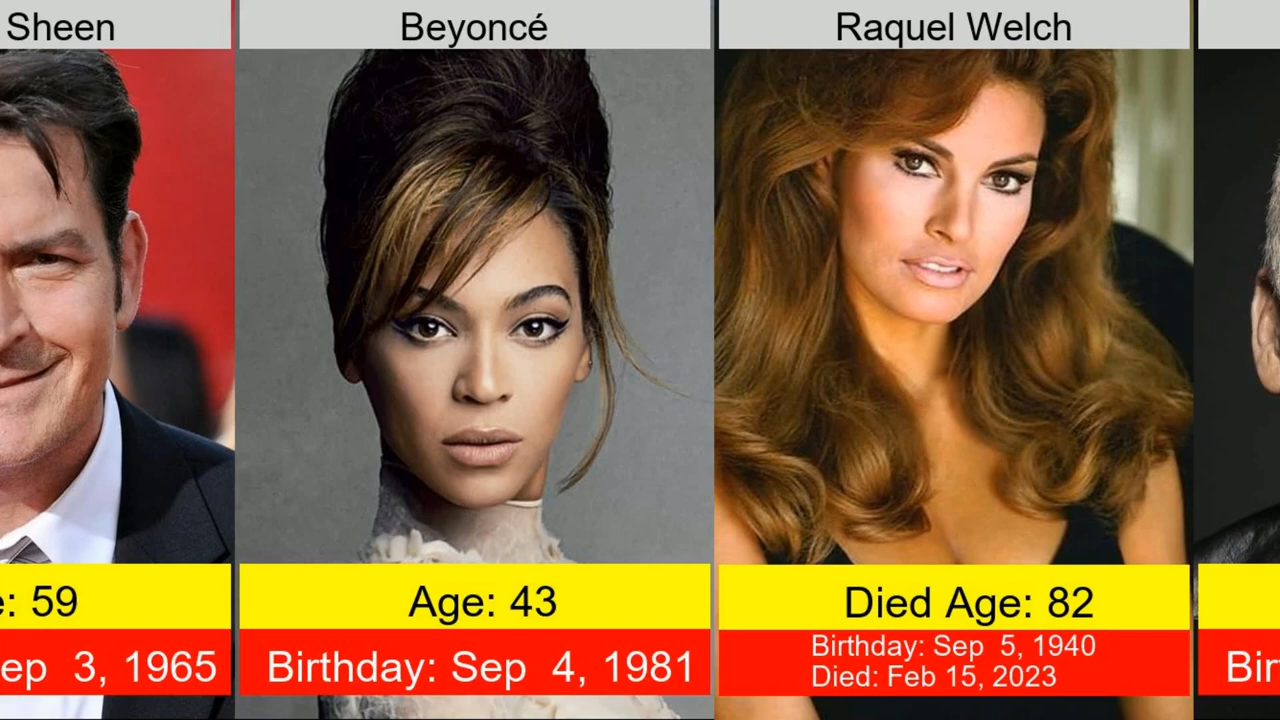 Sheen
Beyoncé
Raquel Welch
: 59
Age: 43
Died Age: 82
ep 3, 1965
Birthday: Sep 4, 1981
Birthday: Sep 5, 1940
Died: Feb 15, 2023
Bir